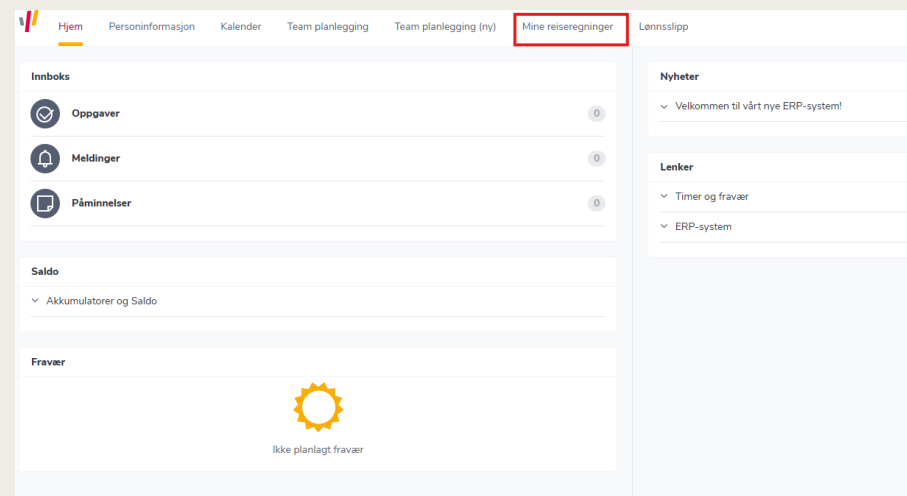 Hjem Personinformasjon Kalender Team planlegging Team planlegging (ny) Mine reiseregninger Lønnsslipp
Innboks
Oppgaver 0
Meldinger 0
Påminnelser 0
Saldo
Akkumulatorer og Saldo
Fravær
Ikke planlagt fravær
Nyheter
Velkommen til vårt nye ERP-system!
Lenker
Timer og fravær
ERP-system